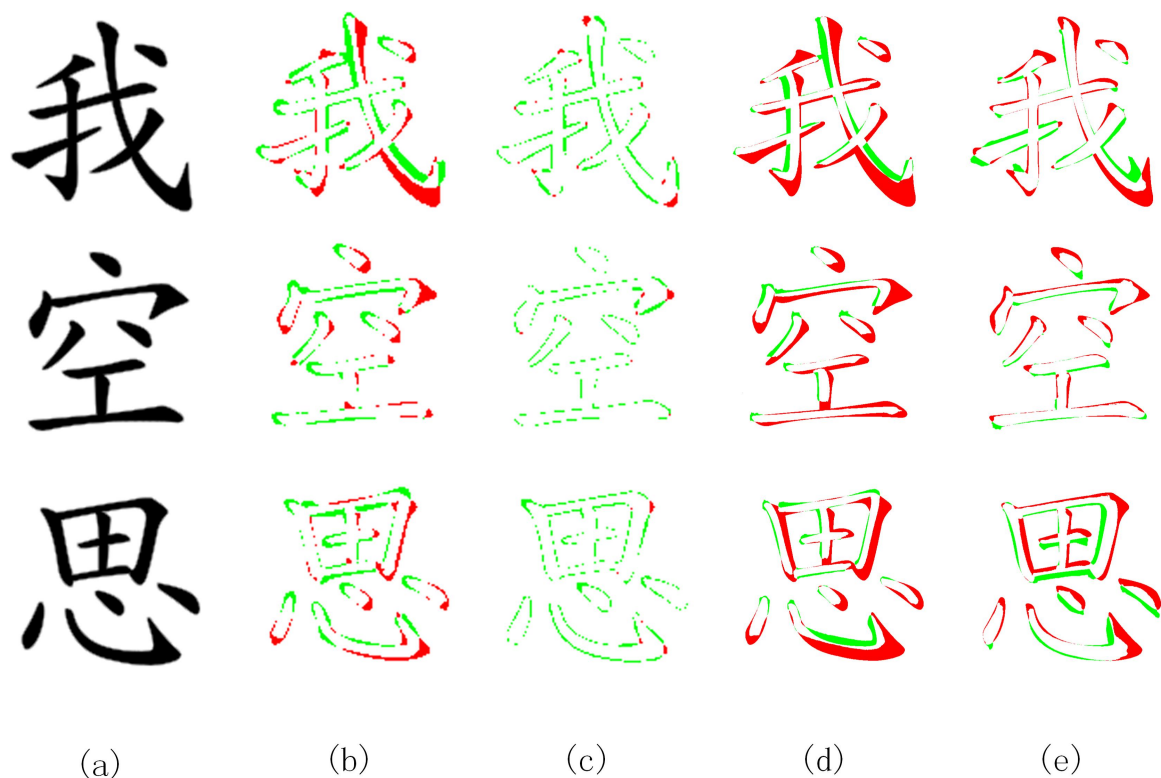 我 我 我 我 我
空 空 空 空 空
思 思 思 思 思
(a) (b) (c) (d) (e)